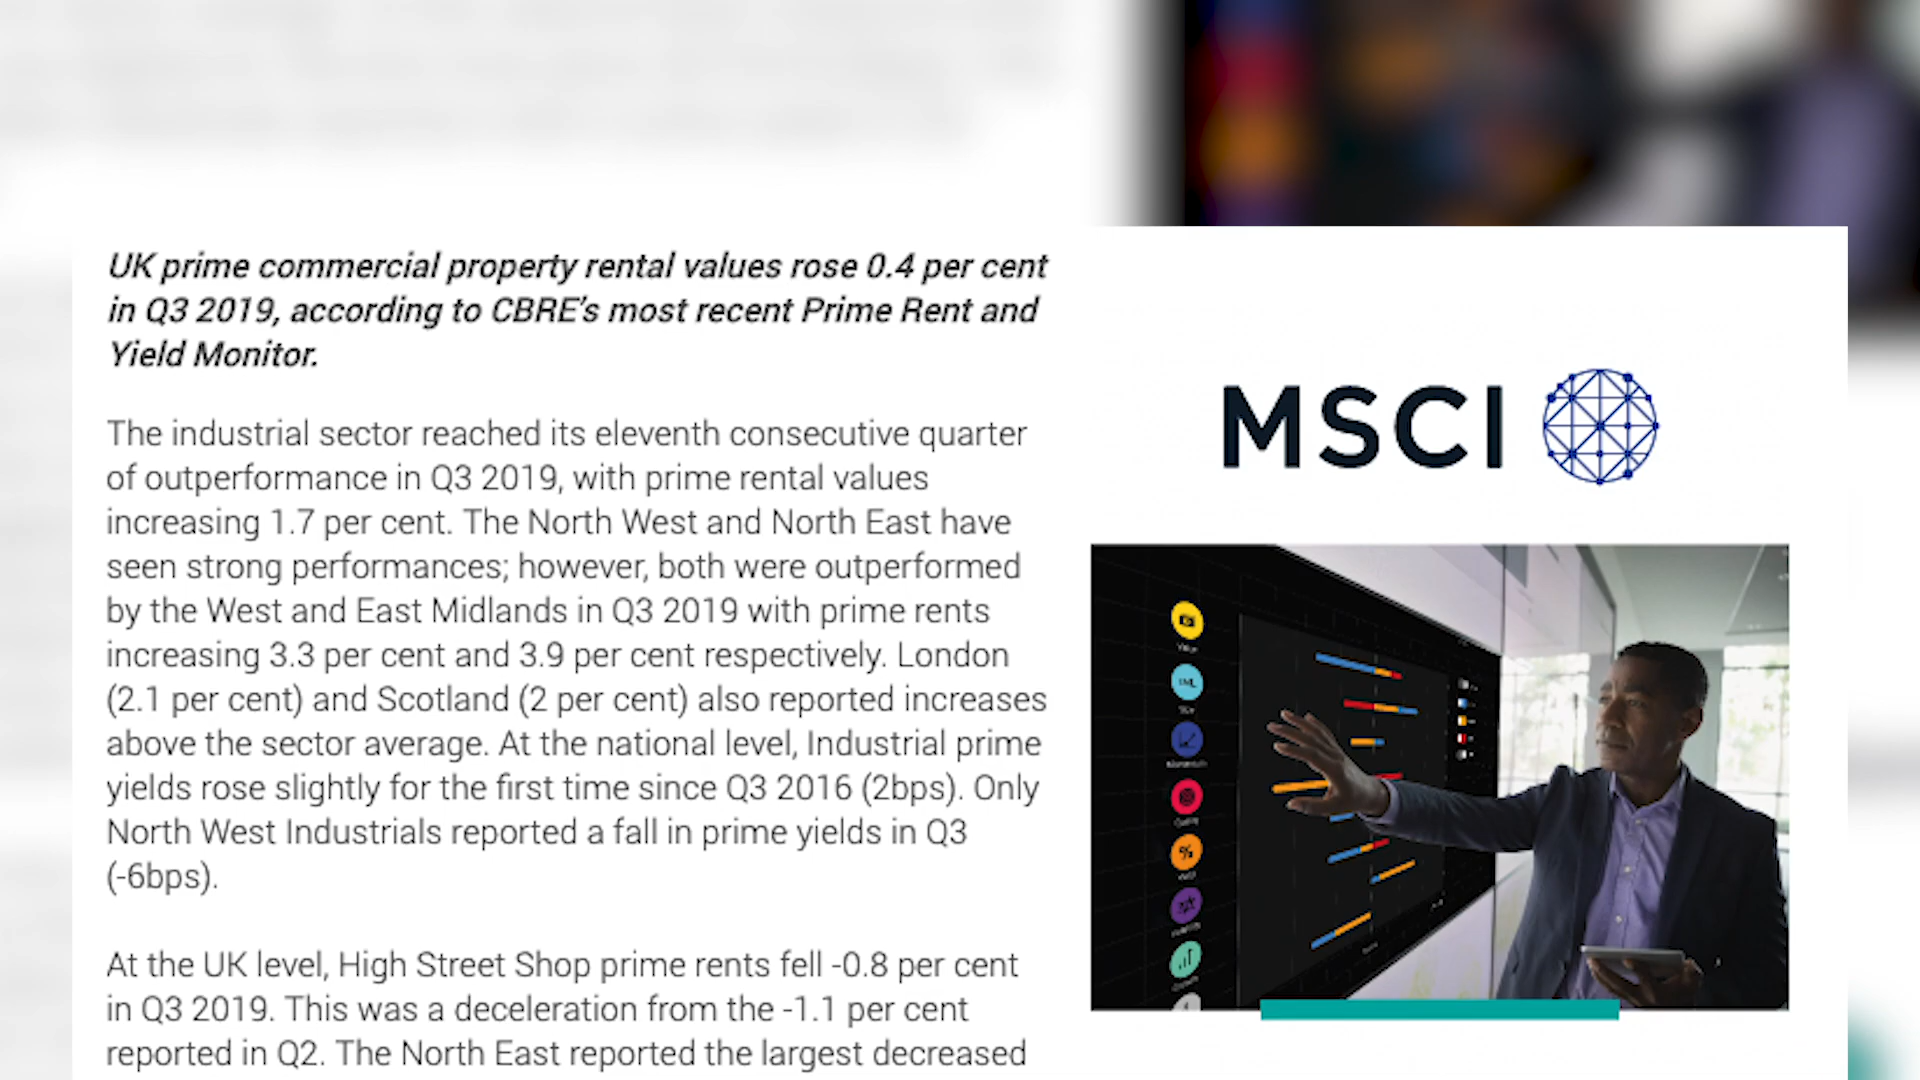 UK prime commercial property rental values rose 0.4 per cent
in Q3 2019, according to CBRE's most recent Prime Rent and
Yield Monitor.
The industrial sector reached its eleventh consecutive quarter
of outperformance in Q3 2019, with prime rental values
increasing 1.7 per cent. The North West and North East have
seen strong performances; however, both were outperformed
by the West and East Midlands in Q3 2019 with prime rents
increasing 3.3 per cent and 3.9 per cent respectively. London
(2.1 per cent) and Scotland (2 per cent) also reported increases
above the sector average. At the national level, Industrial prime
yields rose slightly for the first time since Q3 2016 (2bps). Only
North West Industrials reported a fall in prime yields in Q3
(-6bps).
At the UK level, High Street Shop prime rents fell -0.8 per cent
in Q3 2019. This was a deceleration from the -1.1 per cent
reported in Q2. The North East reported the largest decreased
MSCI